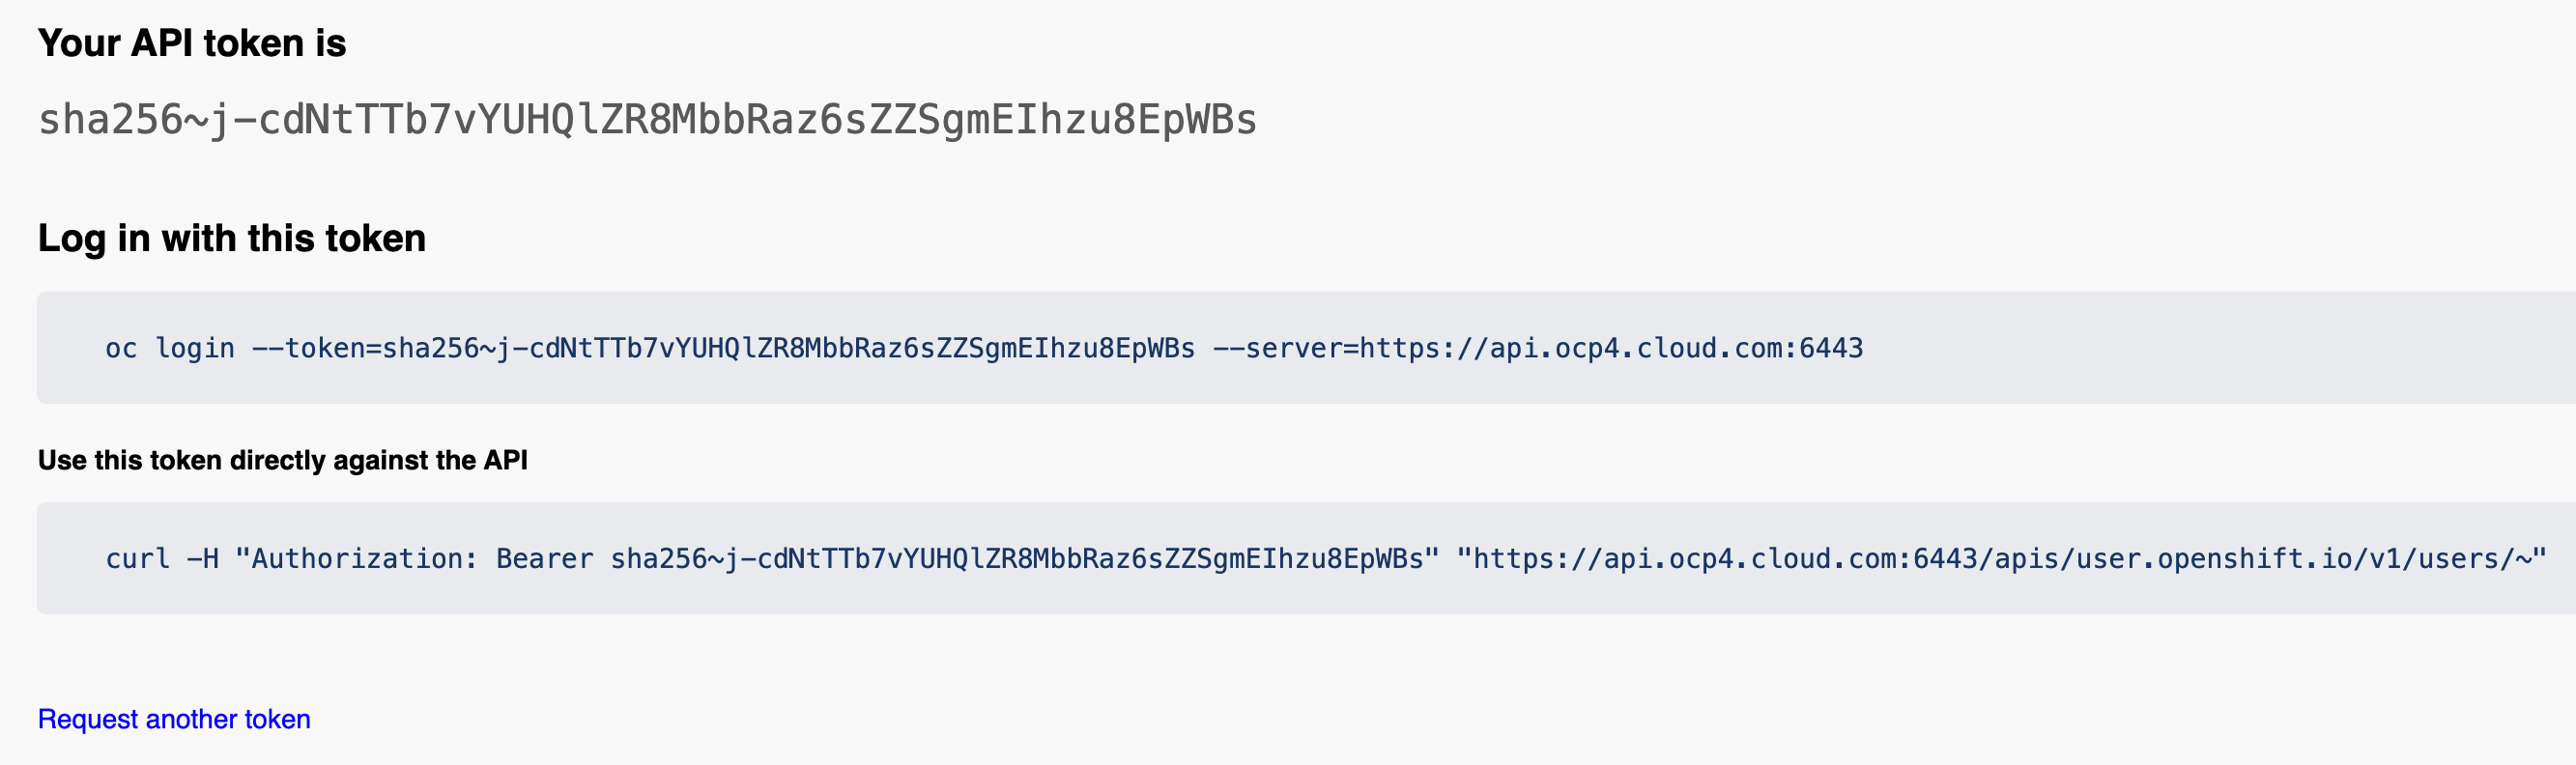 Your API token is
sha256~j-cdNtTTb7vYUHQlZR8MbbRaz6sZZSgmEIhzu8EpWBs
Log in with this token
oc login --token=sha256~j-cdNtTTb7vYUHQlZR8MbbRaz6sZZSgmEIhzu8EpWBs --server=https://api.ocp4.cloud.com:6443
Use this token directly against the API
curl -H "Authorization: Bearer sha256~j-cdNtTTb7vYUHQlZR8MbbRaz6sZZSgmEIhzu8EpWBs" "https://api.ocp4.cloud.com:6443/apis/user.openshift.io/v1/users/~"
Request another token